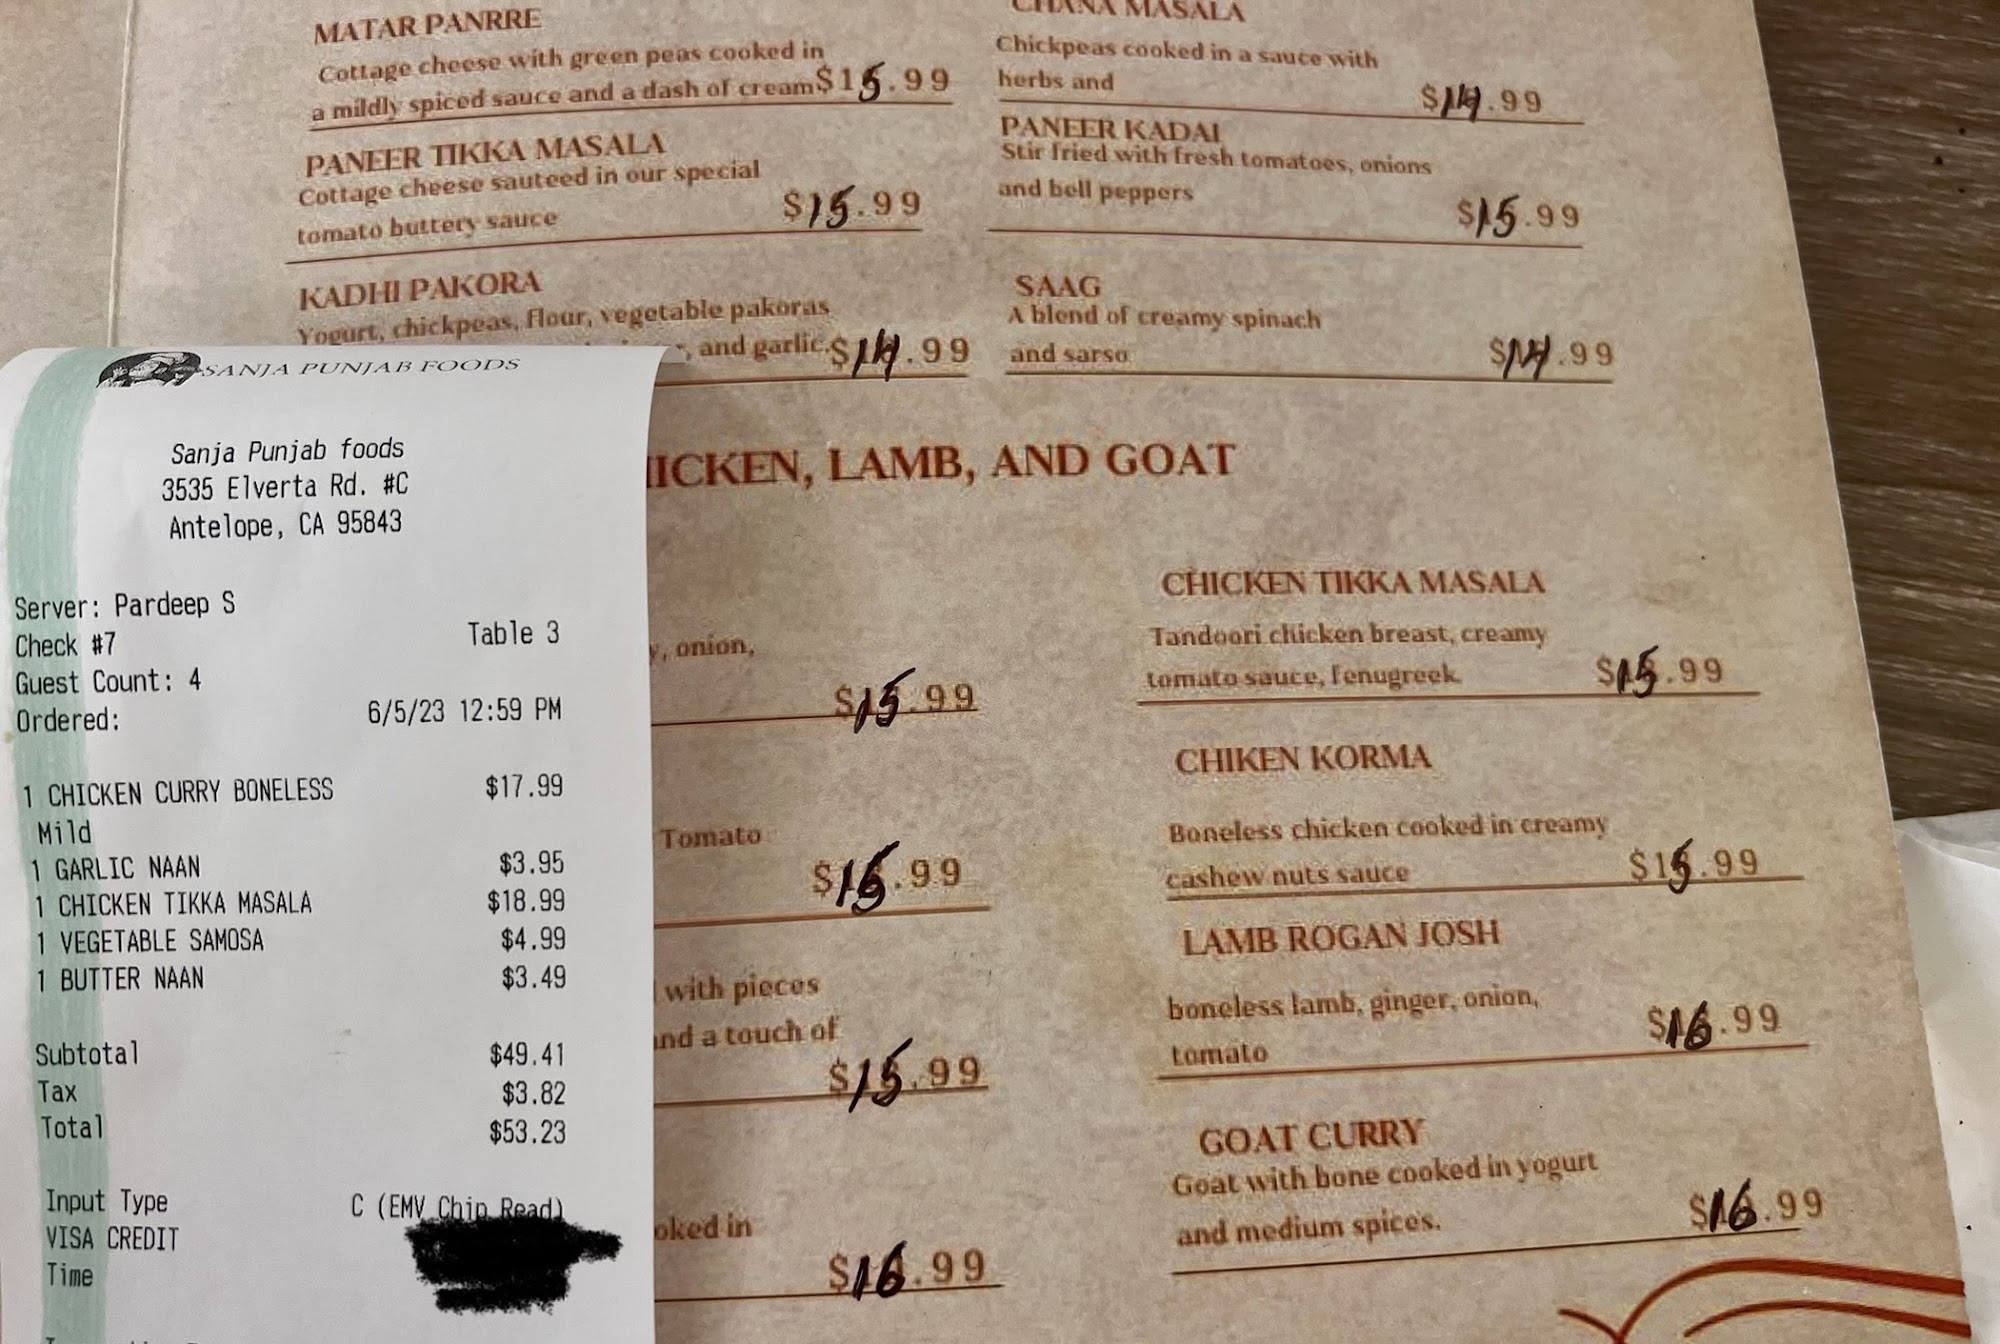 MATAR PANRRE
Cottage cheese with green peas cooked in
a mildly spiced sauce and a dash of cream $15.99
PANEER TIKKA MASALA
Cottage cheese sauteed in our special
tomato buttery sauce $15.99
KADHI PAKORA
Yogurt, chickpeas, flour, vegetable pakoras
, and garlic. $14.99
CHANA MASALA
Chickpeas cooked in a sauce with
herbs and $14.99
PANEER KADAI
Stir fried with fresh tomatoes, onions
and bell peppers $15.99
SAAG
A blend of creamy spinach
and sarso $14.99
HICKEN, LAMB, AND GOAT
y, onion,
$15.99
Tomato
$15.99
with pieces
and a touch of
$15.99
oked in
$16.99
CHICKEN TIKKA MASALA
Tandoori chicken breast, creamy
tomato sauce, fenugreek $15.99
CHIKEN KORMA
Boneless chicken cooked in creamy
cashew nuts sauce $15.99
LAMB ROGAN JOSH
boneless lamb, ginger, onion,
tomato $16.99
GOAT CURRY
Goat with bone cooked in yogurt
and medium spices. $16.99
SANJA PUNJAB FOODS
Sanja Punjab foods
3535 Elverta Rd. #C
Antelope, CA 95843
Server: Pardeep S
Check #7 Table 3
Guest Count: 4
Ordered: 6/5/23 12:59 PM
1 CHICKEN CURRY BONELESS $17.99
Mild
1 GARLIC NAAN $3.95
1 CHICKEN TIKKA MASALA $18.99
1 VEGETABLE SAMOSA $4.99
1 BUTTER NAAN $3.49
Subtotal $49.41
Tax $3.82
Total $53.23
Input Type C (EMV Chip Read)
VISA CREDIT
Time